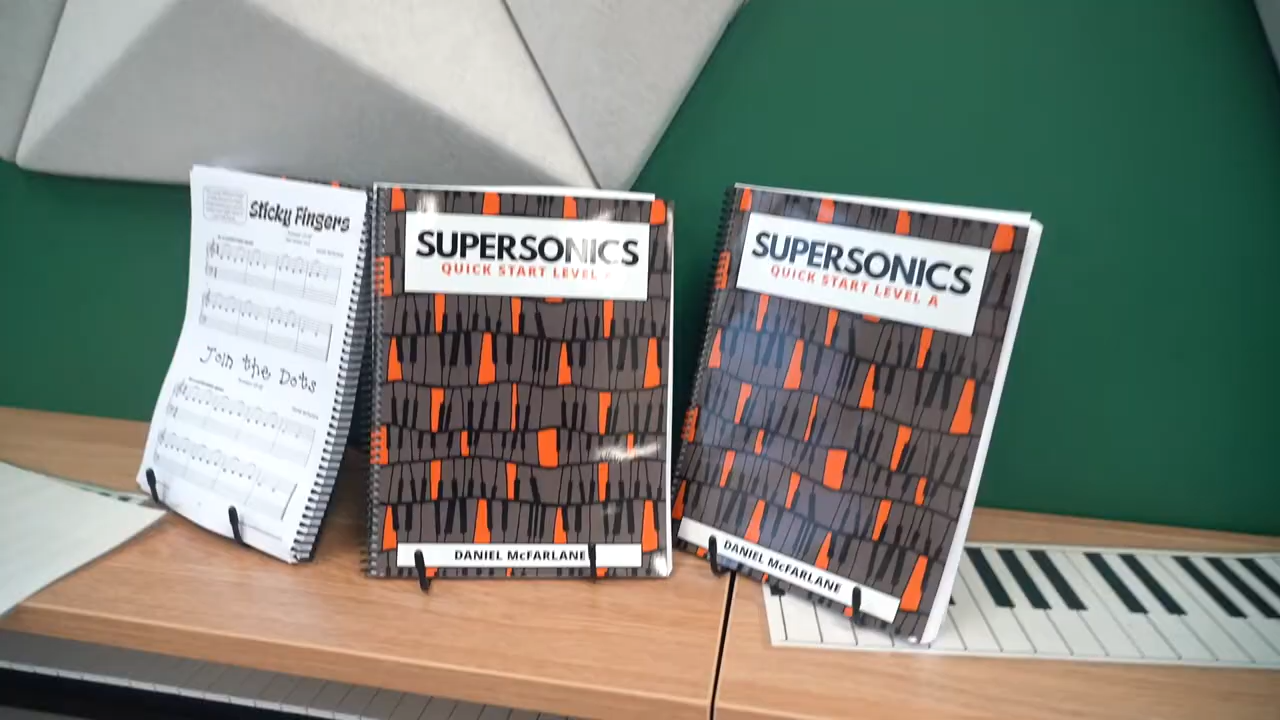 Sticky Fingers
Join the Dots
SUPERSONICS
QUICK START LEVEL
DANIEL McFARLANE
SUPERSONICS
QUICK START LEVEL A
DANIEL McFARLANE